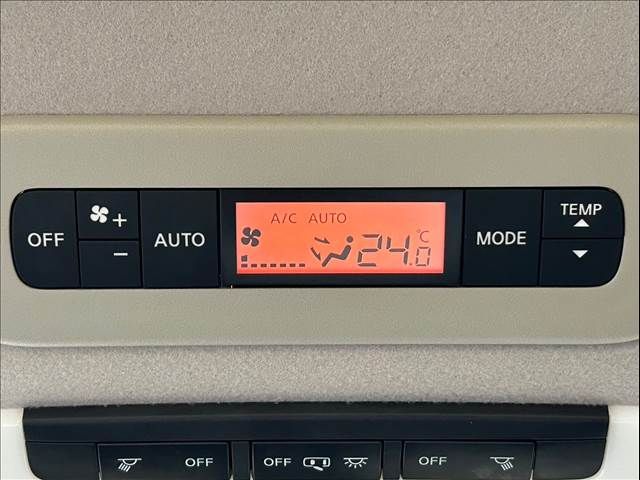 OFF
+
−
AUTO
A/C AUTO
24.0 °C
MODE
TEMP
OFF
OFF
OFF